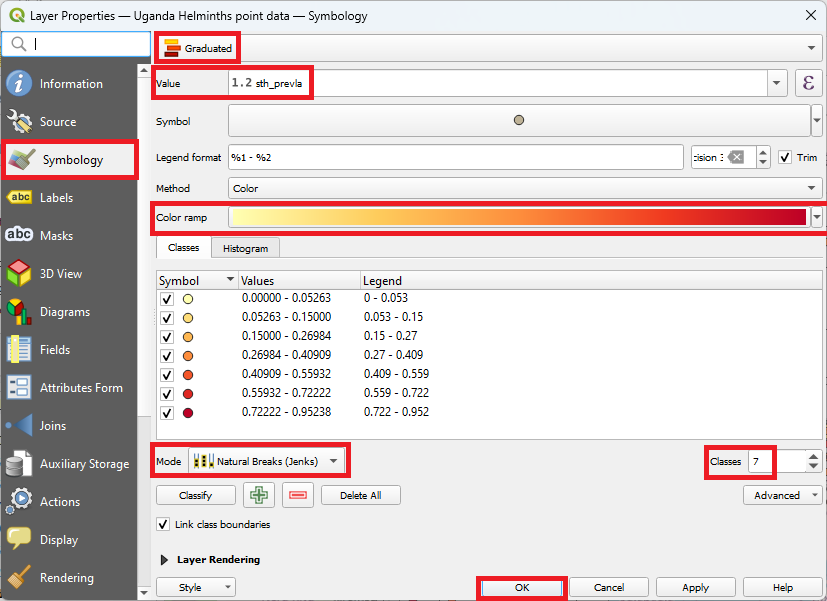 Layer Properties — Uganda Helminths point data — Symbology
Graduated
Information
Source
Symbology
Labels
Masks
3D View
Diagrams
Fields
Attributes Form
Joins
Auxiliary Storage
Actions
Display
Rendering
Value 1.2 sth_prevla ε
Symbol
Legend format %1 - %2 cision 3 Trim
Method Color
Color ramp
Classes Histogram
Symbol Values Legend
0.00000 - 0.05263 0 - 0.053
0.05263 - 0.15000 0.053 - 0.15
0.15000 - 0.26984 0.15 - 0.27
0.26984 - 0.40909 0.27 - 0.409
0.40909 - 0.55932 0.409 - 0.559
0.55932 - 0.72222 0.559 - 0.722
0.72222 - 0.95238 0.722 - 0.952
Mode Natural Breaks (Jenks) Classes 7
Classify Delete All Advanced
Link class boundaries
Layer Rendering
Style OK Cancel Apply Help